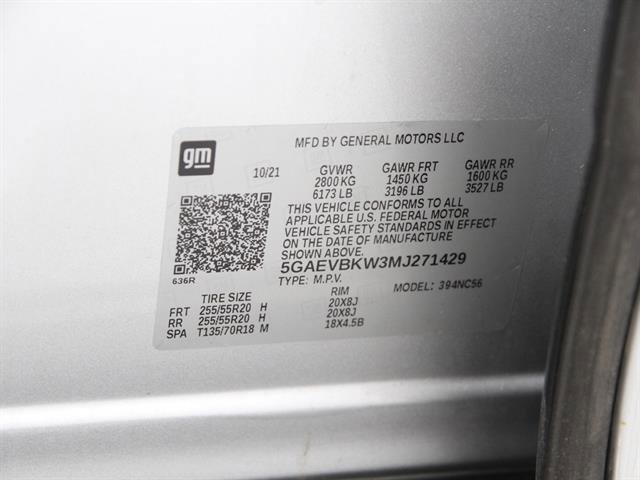 gm
MFD BY GENERAL MOTORS LLC
10/21 GVWR GAWR FRT GAWR RR
2800 KG 1450 KG 1600 KG
6173 LB 3196 LB 3527 LB
THIS VEHICLE CONFORMS TO ALL
APPLICABLE U.S. FEDERAL MOTOR
VEHICLE SAFETY STANDARDS IN EFFECT
ON THE DATE OF MANUFACTURE
SHOWN ABOVE.
5GAEVBKW3MJ271429
636R
TYPE: M.P.V. MODEL: 394NC56
TIRE SIZE RIM
FRT 255/55R20 H 20X8J
RR 255/55R20 H 20X8J
SPA T135/70R18 M 18X4.5B